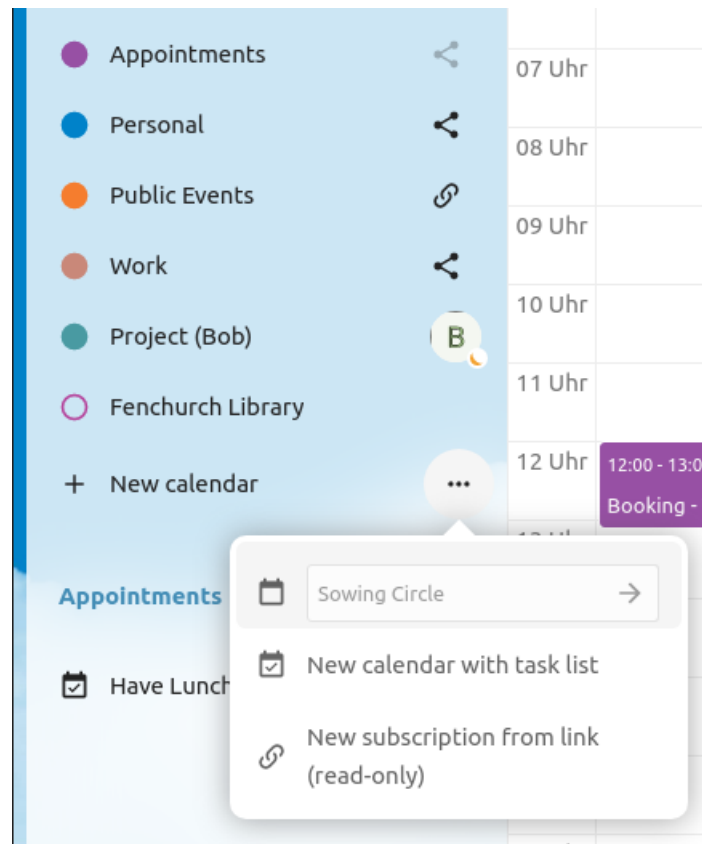 Appointments
Personal
Public Events
Work
Project (Bob)
B
Fenchurch Library
New calendar
Appointments
Have Lunch
Sowing Circle
New calendar with task list
New subscription from link
(read-only)
07 Uhr
08 Uhr
09 Uhr
10 Uhr
11 Uhr
12 Uhr
12:00 - 13:0
Booking -